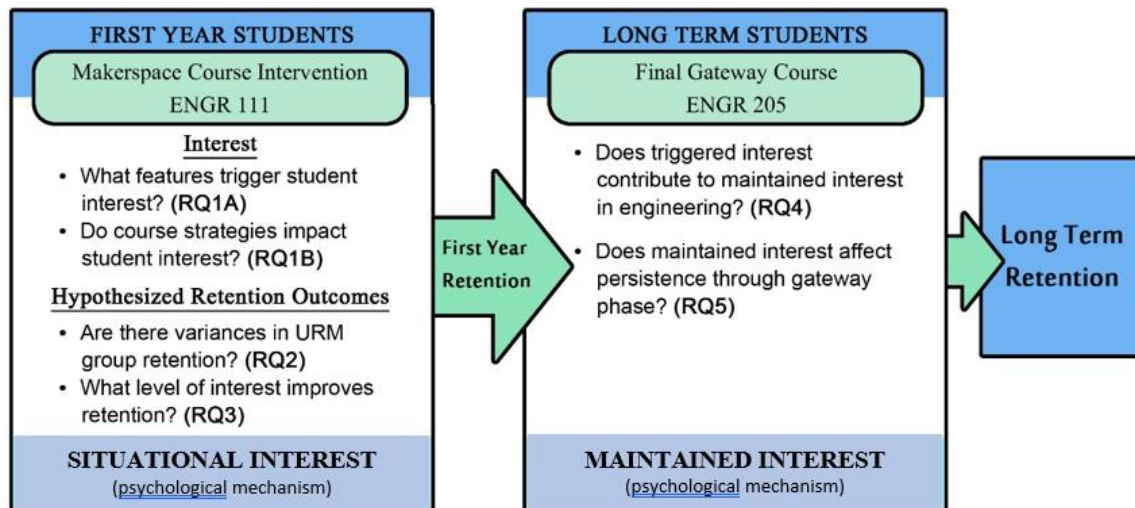 FIRST YEAR STUDENTS
Makerspace Course Intervention
ENGR 111
Interest
• What features trigger student
interest? (RQ1A)
• Do course strategies impact
student interest? (RQ1B)
Hypothesized Retention Outcomes
• Are there variances in URM
group retention? (RQ2)
• What level of interest improves
retention? (RQ3)
SITUATIONAL INTEREST
(psychological mechanism)
First Year
Retention
LONG TERM STUDENTS
Final Gateway Course
ENGR 205
• Does triggered interest
contribute to maintained interest
in engineering? (RQ4)
• Does maintained interest affect
persistence through gateway
phase? (RQ5)
MAINTAINED INTEREST
(psychological mechanism)
Long Term
Retention